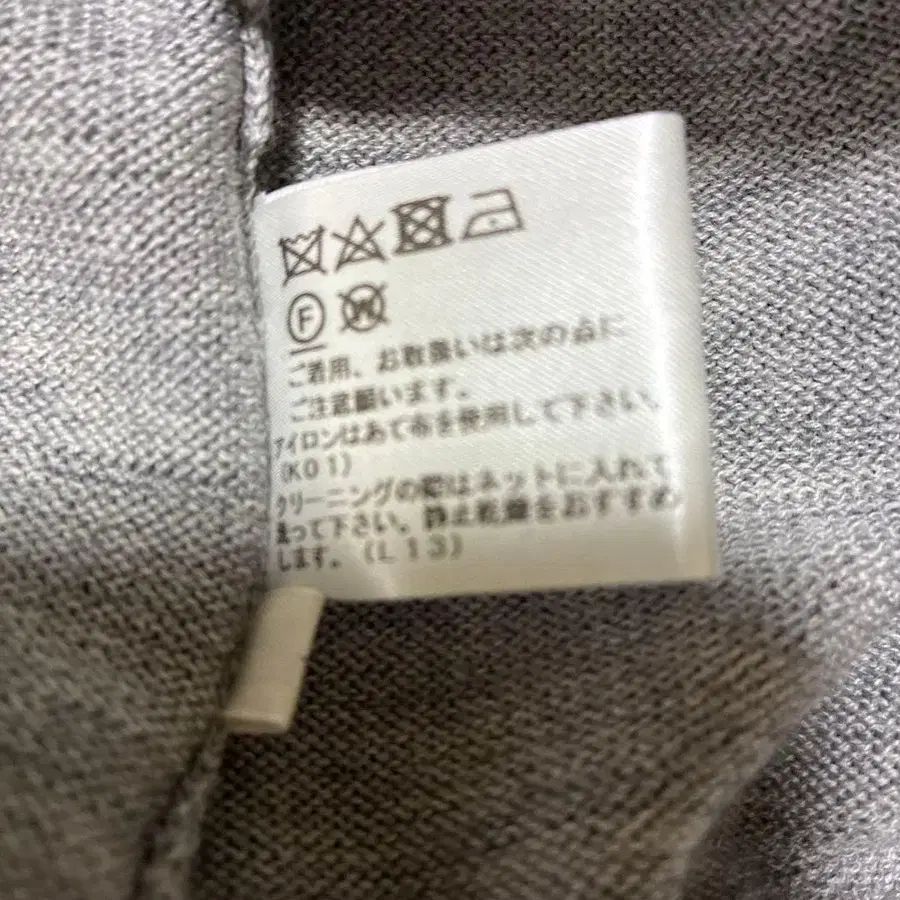 F W
ご着用、お取扱いは次の点に
ご注意願います。
アイロンはあて布を使用して下さい。
(K01)
クリーニングの際はネットに入れて
洗って下さい。静止乾燥をおすすめ
します。(L13)